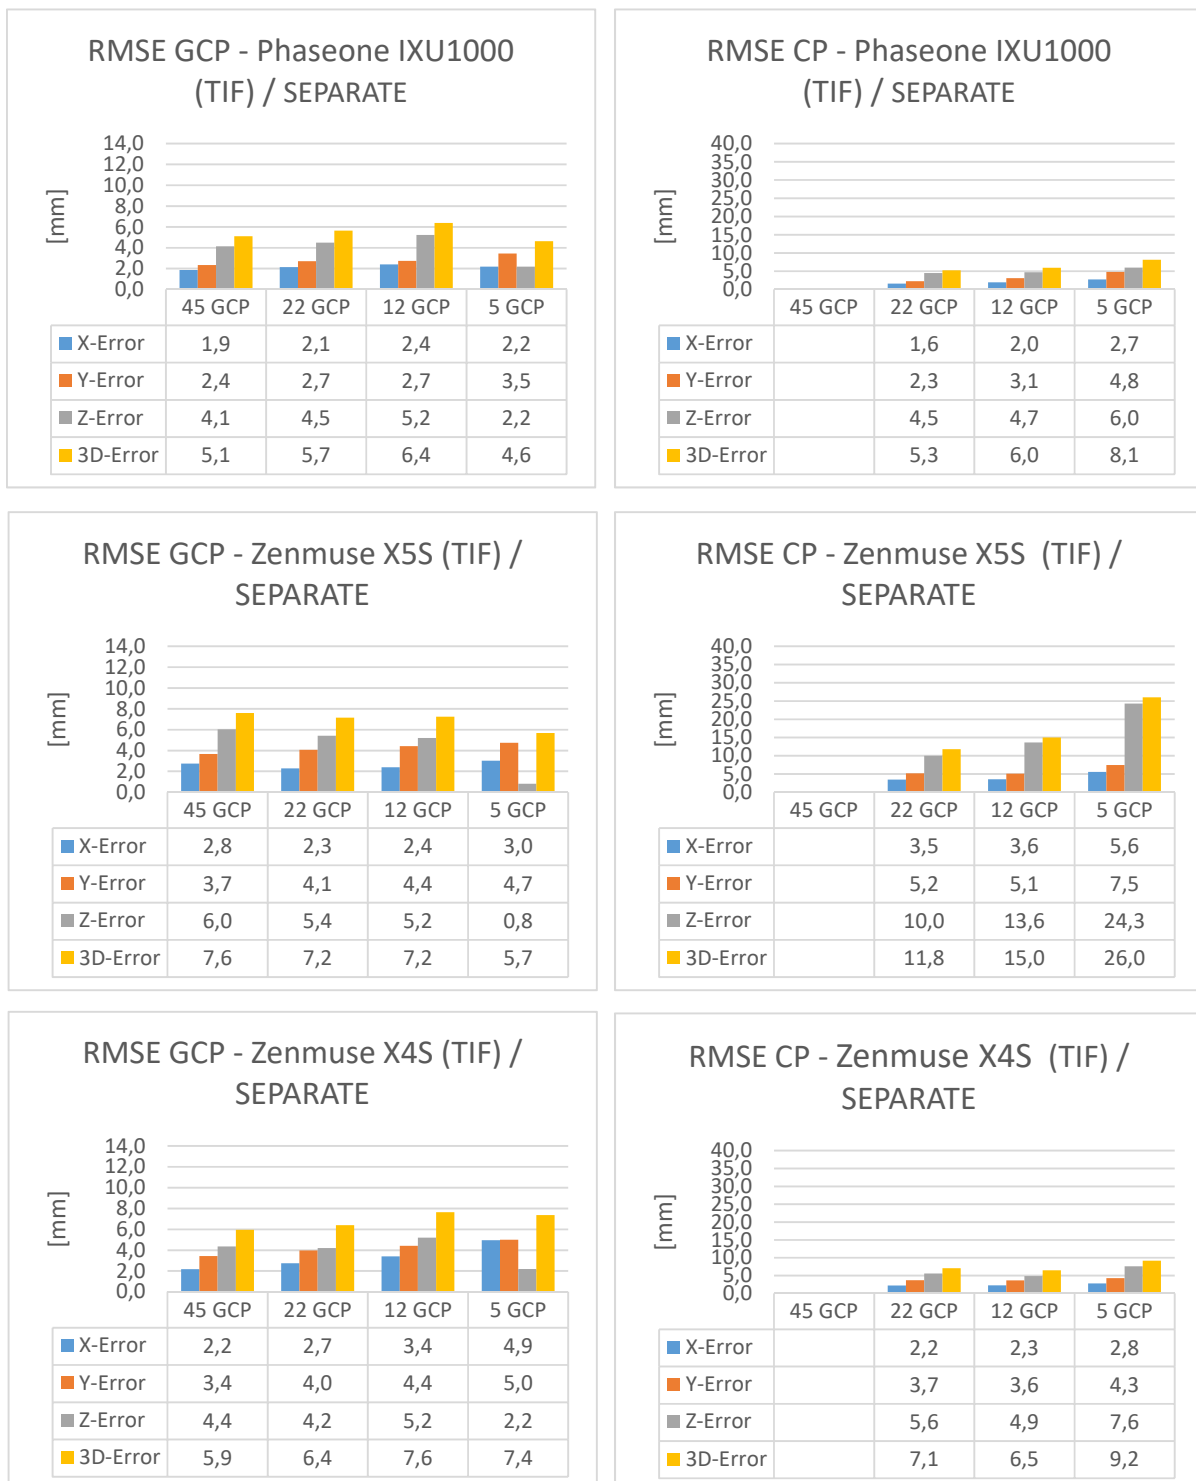 RMSE GCP - Phaseone IXU1000
(TIF) / SEPARATE
[mm]
14,0
12,0
10,0
8,0
6,0
4,0
2,0
0,0
45 GCP 22 GCP 12 GCP 5 GCP
X-Error 1,9 2,1 2,4 2,2
Y-Error 2,4 2,7 2,7 3,5
Z-Error 4,1 4,5 5,2 2,2
3D-Error 5,1 5,7 6,4 4,6
RMSE CP - Phaseone IXU1000
(TIF) / SEPARATE
[mm]
40,0
35,0
30,0
25,0
20,0
15,0
10,0
5,0
0,0
45 GCP 22 GCP 12 GCP 5 GCP
X-Error 1,6 2,0 2,7
Y-Error 2,3 3,1 4,8
Z-Error 4,5 4,7 6,0
3D-Error 5,3 6,0 8,1
RMSE GCP - Zenmuse X5S (TIF) /
SEPARATE
[mm]
14,0
12,0
10,0
8,0
6,0
4,0
2,0
0,0
45 GCP 22 GCP 12 GCP 5 GCP
X-Error 2,8 2,3 2,4 3,0
Y-Error 3,7 4,1 4,4 4,7
Z-Error 6,0 5,4 5,2 0,8
3D-Error 7,6 7,2 7,2 5,7
RMSE CP - Zenmuse X5S (TIF) /
SEPARATE
[mm]
40,0
35,0
30,0
25,0
20,0
15,0
10,0
5,0
0,0
45 GCP 22 GCP 12 GCP 5 GCP
X-Error 3,5 3,6 5,6
Y-Error 5,2 5,1 7,5
Z-Error 10,0 13,6 24,3
3D-Error 11,8 15,0 26,0
RMSE GCP - Zenmuse X4S (TIF) /
SEPARATE
[mm]
14,0
12,0
10,0
8,0
6,0
4,0
2,0
0,0
45 GCP 22 GCP 12 GCP 5 GCP
X-Error 2,2 2,7 3,4 4,9
Y-Error 3,4 4,0 4,4 5,0
Z-Error 4,4 4,2 5,2 2,2
3D-Error 5,9 6,4 7,6 7,4
RMSE CP - Zenmuse X4S (TIF) /
SEPARATE
[mm]
40,0
35,0
30,0
25,0
20,0
15,0
10,0
5,0
0,0
45 GCP 22 GCP 12 GCP 5 GCP
X-Error 2,2 2,3 2,8
Y-Error 3,7 3,6 4,3
Z-Error 5,6 4,9 7,6
3D-Error 7,1 6,5 9,2